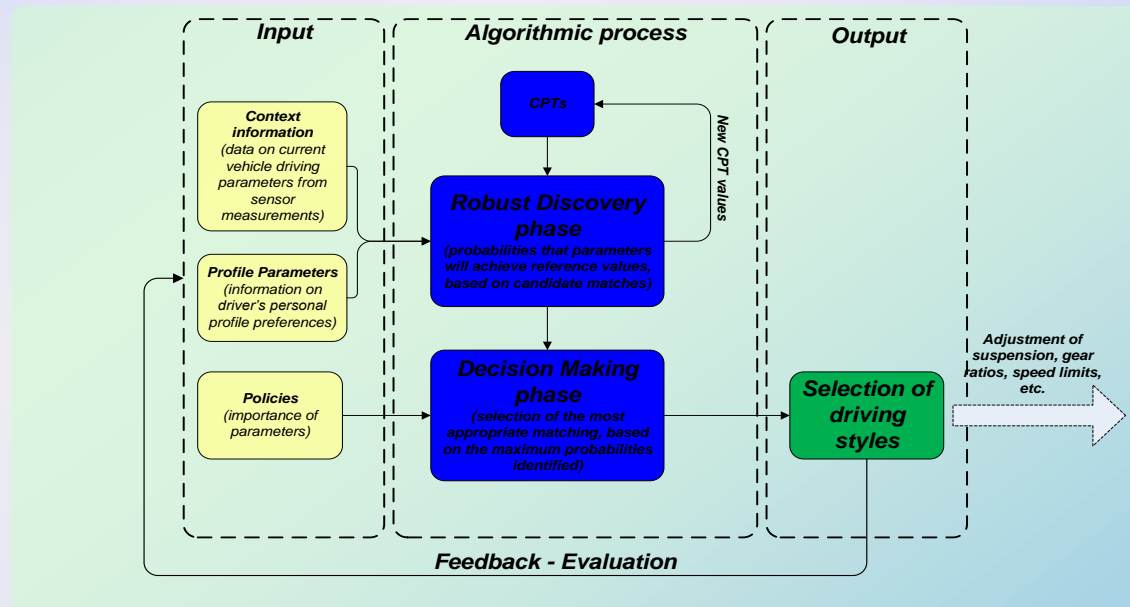 Input
Algorithmic process
Output
CPTs
New CPT values
Context
information
(data on current
vehicle driving
parameters from
sensor
measurements)
Robust Discovery
phase
(probabilities that parameters
will achieve reference values,
based on candidate matches)
Profile Parameters
(information on
driver's personal
profile preferences)
Policies
(importance of
parameters)
Decision Making
phase
(selection of the most
appropriate matching, based
on the maximum probabilities
identified)
Selection of
driving
styles
Adjustment of
suspension, gear
ratios, speed limits,
etc.
Feedback - Evaluation